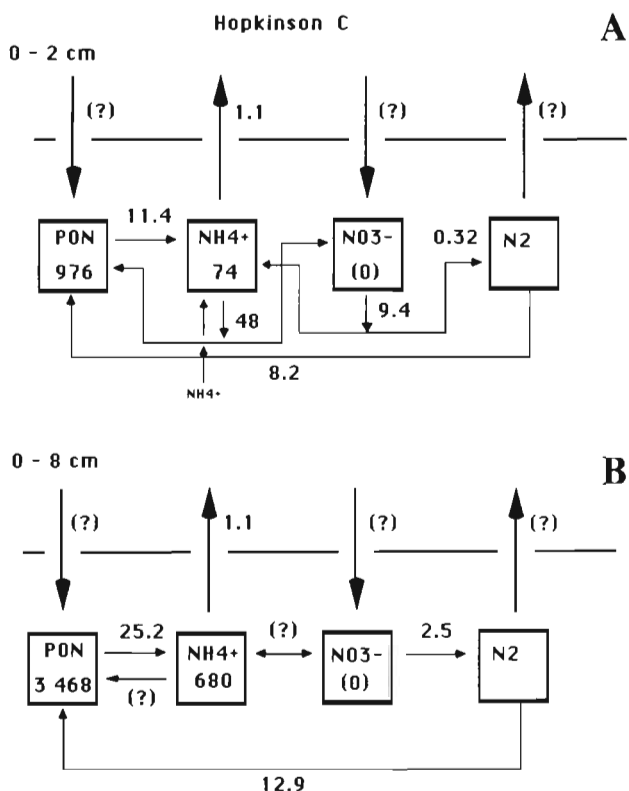 Hopkinson C
A
0 - 2 cm
(?)
1.1
(?)
(?)
11.4
0.32
PON
976
NH4+
74
NO3-
(0)
N2
48
9.4
8.2
NH4+
B
0 - 8 cm
(?)
1.1
(?)
(?)
25.2
(?)
2.5
PON
3 468
NH4+
680
NO3-
(0)
N2
(?)
12.9